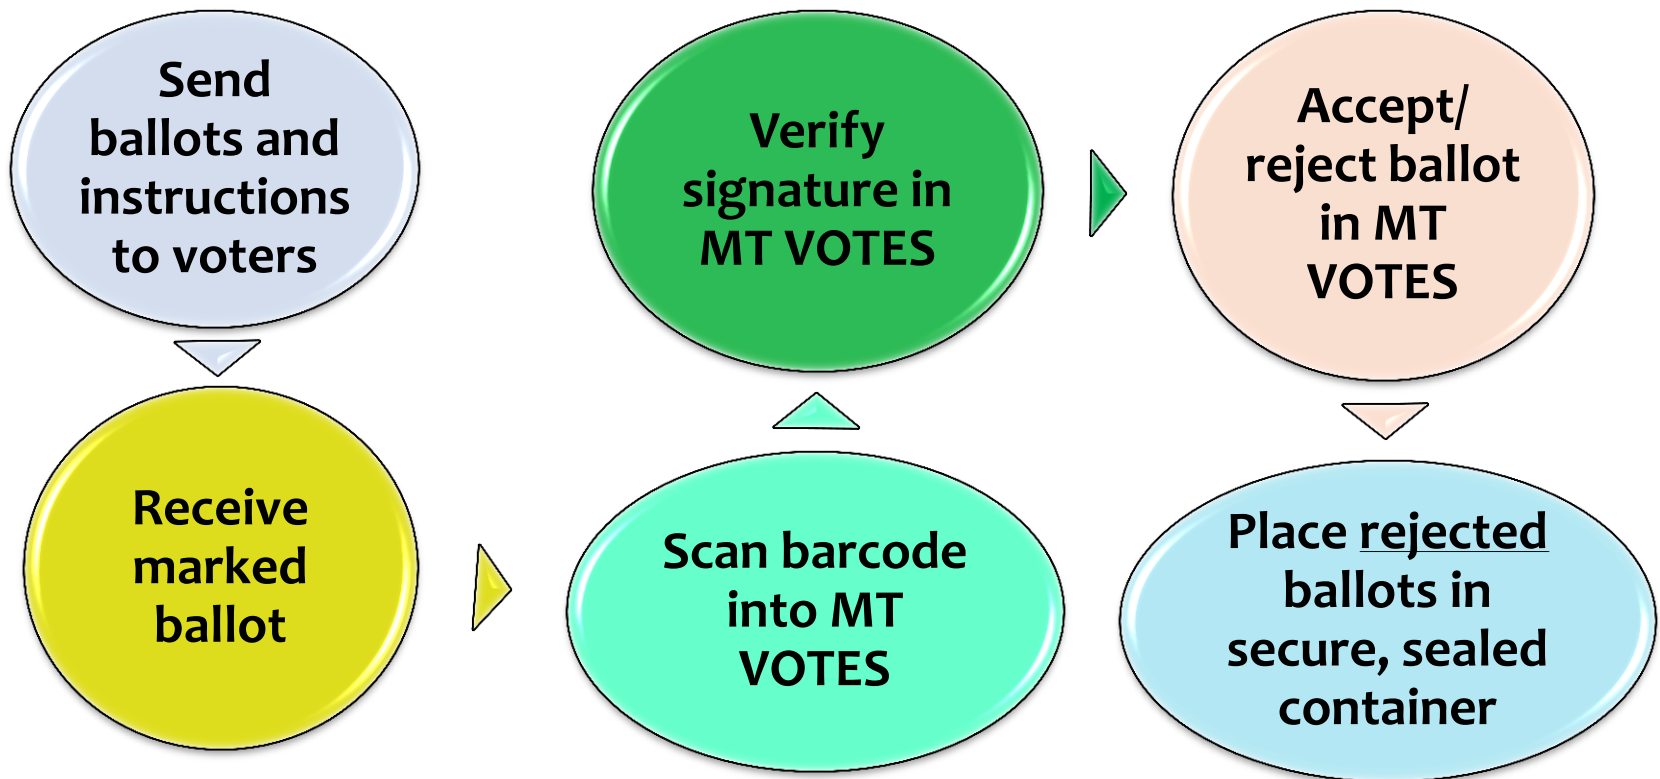 Send
ballots and
instructions
to voters
Receive
marked
ballot
Scan barcode
into MT
VOTES
Verify
signature in
MT VOTES
Accept/
reject ballot
in MT
VOTES
Place rejected
ballots in
secure, sealed
container